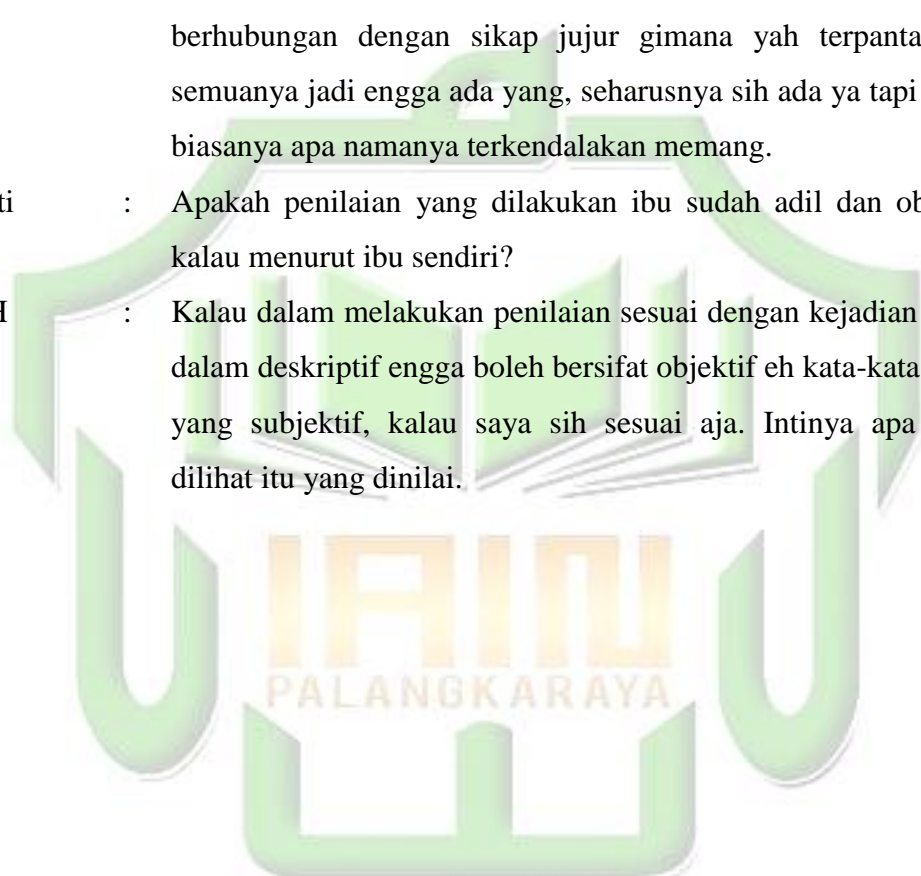 berhubungan dengan sikap jujur gimana yah
semuanya jadi engga ada yang, seharusnya sih ada ya tapi
biasanya apa namanya terkendalakan memang.
: Apakah penilaian yang dilakukan ibu sudah adil dan
kalau menurut ibu sendiri?
: Kalau dalam melakukan penilaian sesuai dengan kejadian
dalam deskriptif engga boleh bersifat objektif eh kata-kata
yang subjektif, kalau saya sih sesuai aja. Intinya apa
dilihat itu yang dinilai.
IAIN
PALANGKARAYA